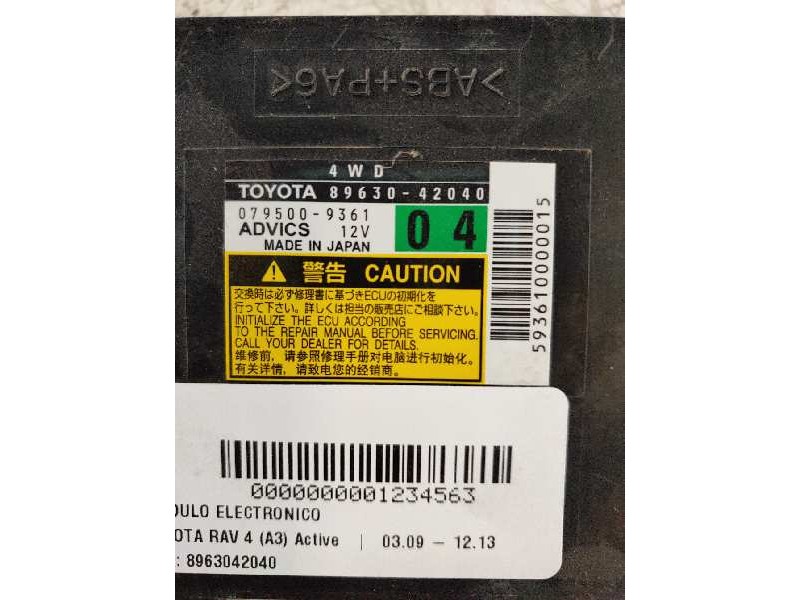 >ABS+PA6<
4WD
TOYOTA 89630-42040
079500-9361
04
ADVICS 12V
MADE IN JAPAN
593610000015
警告 CAUTION
交換時は必ず修理書に基づきECUの初期化を
行って下さい。詳しくは担当の販売店にご相談下さい。
INITIALIZE THE ECU ACCORDING
TO THE REPAIR MANUAL BEFORE SERVICING.
CALL YOUR DEALER FOR DETAILS.
维修前，请参照修理手册对电脑进行初始化。
有关详情，请致电您的经销商。
0000000001234563
DULO ELECTRONICO
OTA RAV 4 (A3) Active | 03.09 - 12.13
: 8963042040